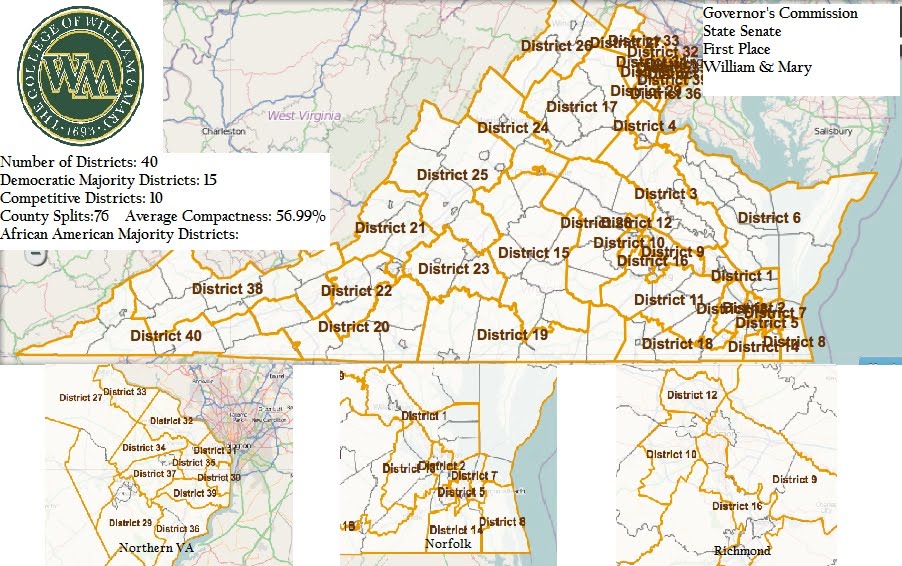 THE COLLEGE OF WILLIAM & MARY
WM
· 1693 ·
Governor's Commission
State Senate
First Place
William & Mary
Number of Districts: 40
Democratic Majority Districts: 15
Competitive Districts: 10
County Splits:76 Average Compactness: 56.99%
African American Majority Districts:
West Virginia
Charleston
Salisbury
District 26
District 33
District 32
District 36
District 17
District 4
District 24
District 25
District 3
District 6
District 21
District 12
District 10
District 9
District 16
District 15
District 23
District 1
District 38
District 22
District 11
District 7
District 5
District 40
District 20
District 19
District 18
District 14
District 8
District 27
District 33
District 32
District 34
District 35
District 37
District 39
District 29
District 36
Northern VA
District 1
District 2
District 7
District 5
District 14
District 8
Norfolk
District 12
District 10
District 9
District 16
Richmond